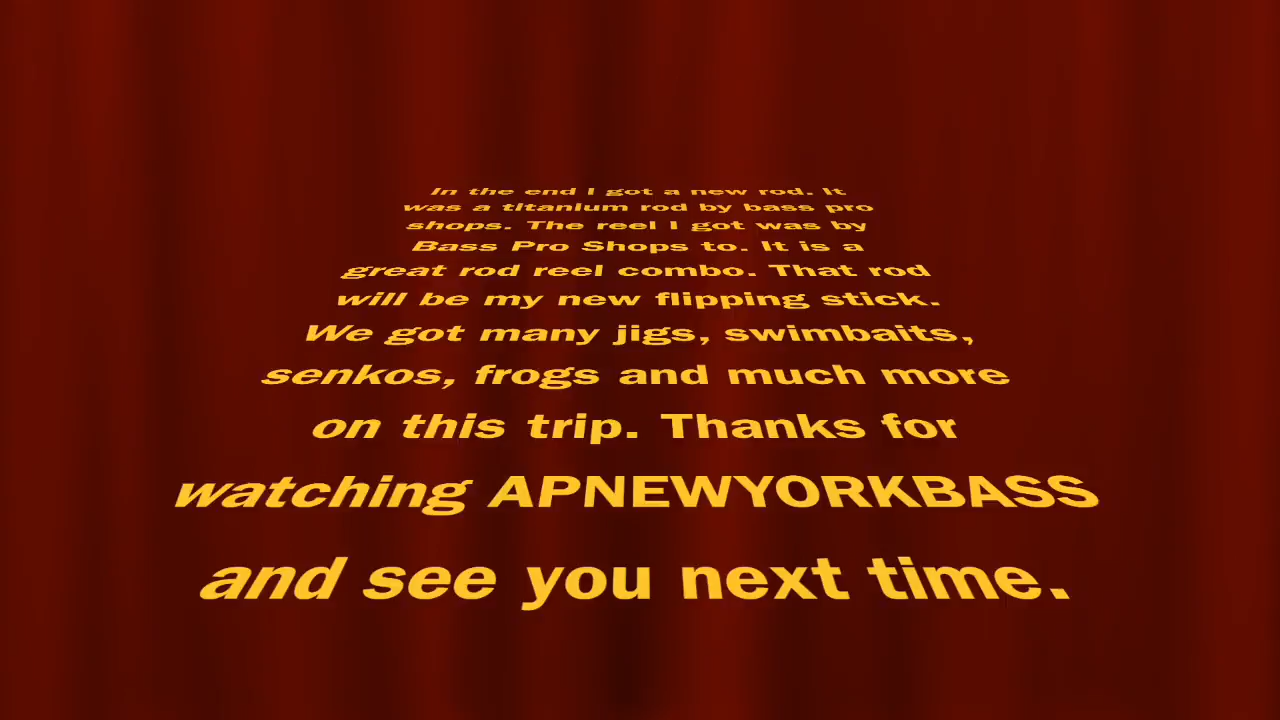 In the end I got a new rod. It
was a titanium rod by bass pro
shops. The reel I got was by
Bass Pro Shops to. It is a
great rod reel combo. That rod
will be my new flipping stick.
We got many jigs, swimbaits,
senkos, frogs and much more
on this trip. Thanks for
watching APNEWYORKBASS
and see you next time.